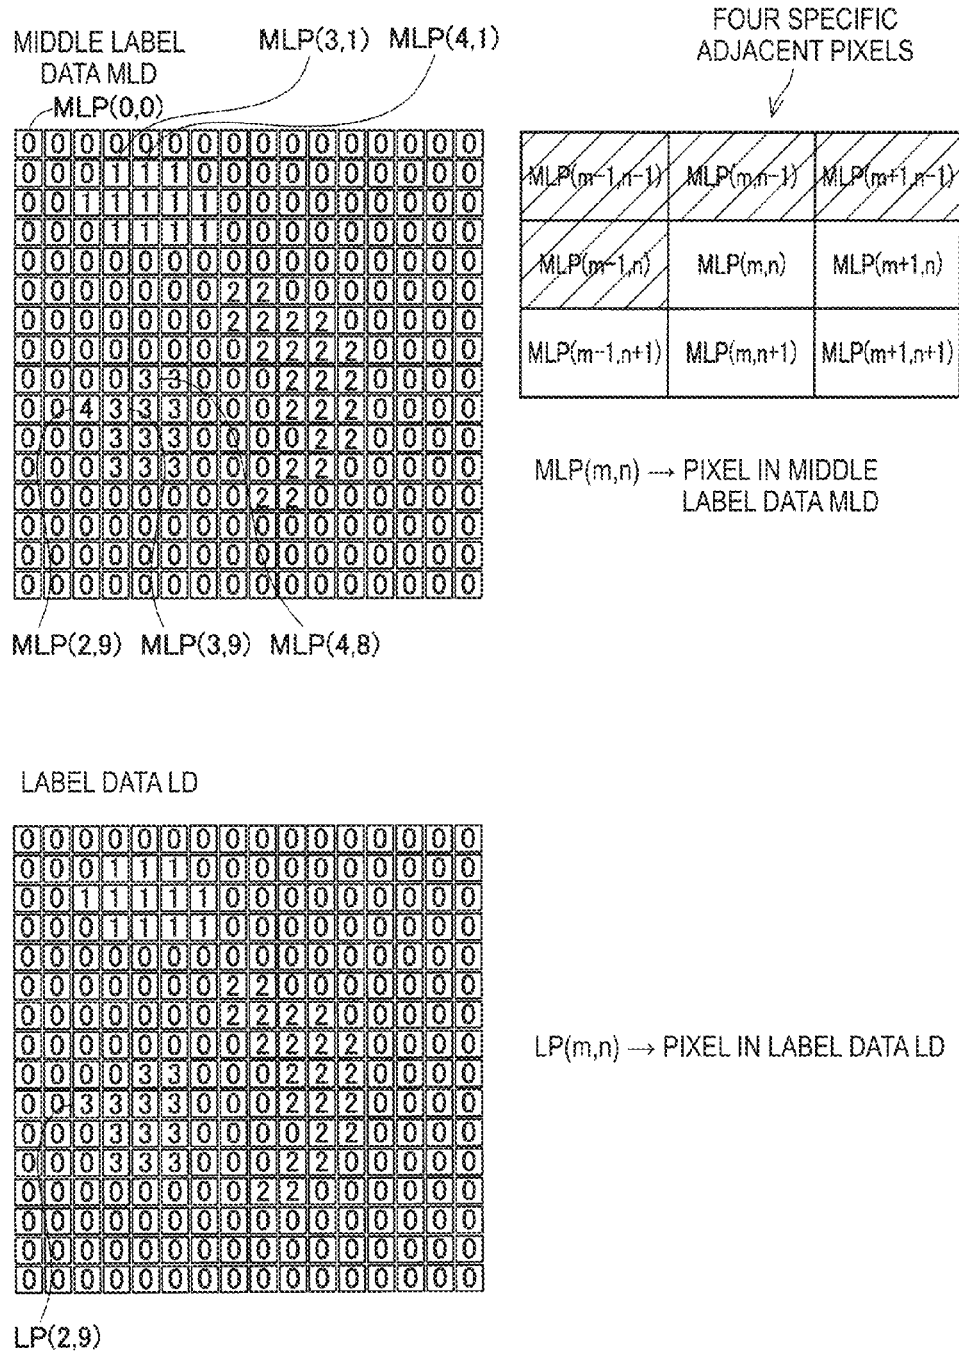 MIDDLE LABEL
DATA MLD
MLP(0,0)
MLP(3,1) MLP(4,1)
0 0 0 0 0 0 0 0 0 0 0 0 0 0 0 0
0 0 0 1 1 1 0 0 0 0 0 0 0 0 0 0
0 0 1 1 1 1 1 0 0 0 0 0 0 0 0 0
0 0 0 1 1 1 1 0 0 0 0 0 0 0 0 0
0 0 0 0 0 0 0 0 0 0 0 0 0 0 0 0
0 0 0 0 0 0 0 2 2 0 0 0 0 0 0 0
0 0 0 0 0 0 0 2 2 2 2 0 0 0 0 0
0 0 0 0 0 0 0 0 2 2 2 2 0 0 0 0
0 0 0 0 3 3 0 0 0 2 2 2 0 0 0 0
0 0 4 3 3 3 0 0 0 2 2 2 0 0 0 0
0 0 0 3 3 3 0 0 0 0 2 2 0 0 0 0
0 0 0 3 3 3 0 0 0 2 2 0 0 0 0 0
0 0 0 0 0 0 0 0 2 2 0 0 0 0 0 0
0 0 0 0 0 0 0 0 0 0 0 0 0 0 0 0
0 0 0 0 0 0 0 0 0 0 0 0 0 0 0 0
0 0 0 0 0 0 0 0 0 0 0 0 0 0 0 0
MLP(2,9) MLP(3,9) MLP(4,8)
FOUR SPECIFIC
ADJACENT PIXELS
MLP(m-1,n-1) MLP(m,n-1) MLP(m+1,n-1)
MLP(m-1,n) MLP(m,n) MLP(m+1,n)
MLP(m-1,n+1) MLP(m,n+1) MLP(m+1,n+1)
MLP(m,n) → PIXEL IN MIDDLE
LABEL DATA MLD
LABEL DATA LD
0 0 0 0 0 0 0 0 0 0 0 0 0 0 0 0
0 0 0 1 1 1 0 0 0 0 0 0 0 0 0 0
0 0 1 1 1 1 1 0 0 0 0 0 0 0 0 0
0 0 0 1 1 1 1 0 0 0 0 0 0 0 0 0
0 0 0 0 0 0 0 0 0 0 0 0 0 0 0 0
0 0 0 0 0 0 0 2 2 0 0 0 0 0 0 0
0 0 0 0 0 0 0 2 2 2 2 0 0 0 0 0
0 0 0 0 0 0 0 0 2 2 2 2 0 0 0 0
0 0 0 0 3 3 0 0 0 2 2 2 0 0 0 0
0 0 3 3 3 3 0 0 0 2 2 2 0 0 0 0
0 0 0 3 3 3 0 0 0 0 2 2 0 0 0 0
0 0 0 3 3 3 0 0 0 2 2 0 0 0 0 0
0 0 0 0 0 0 0 0 2 2 0 0 0 0 0 0
0 0 0 0 0 0 0 0 0 0 0 0 0 0 0 0
0 0 0 0 0 0 0 0 0 0 0 0 0 0 0 0
0 0 0 0 0 0 0 0 0 0 0 0 0 0 0 0
LP(2,9)
LP(m,n) → PIXEL IN LABEL DATA LD